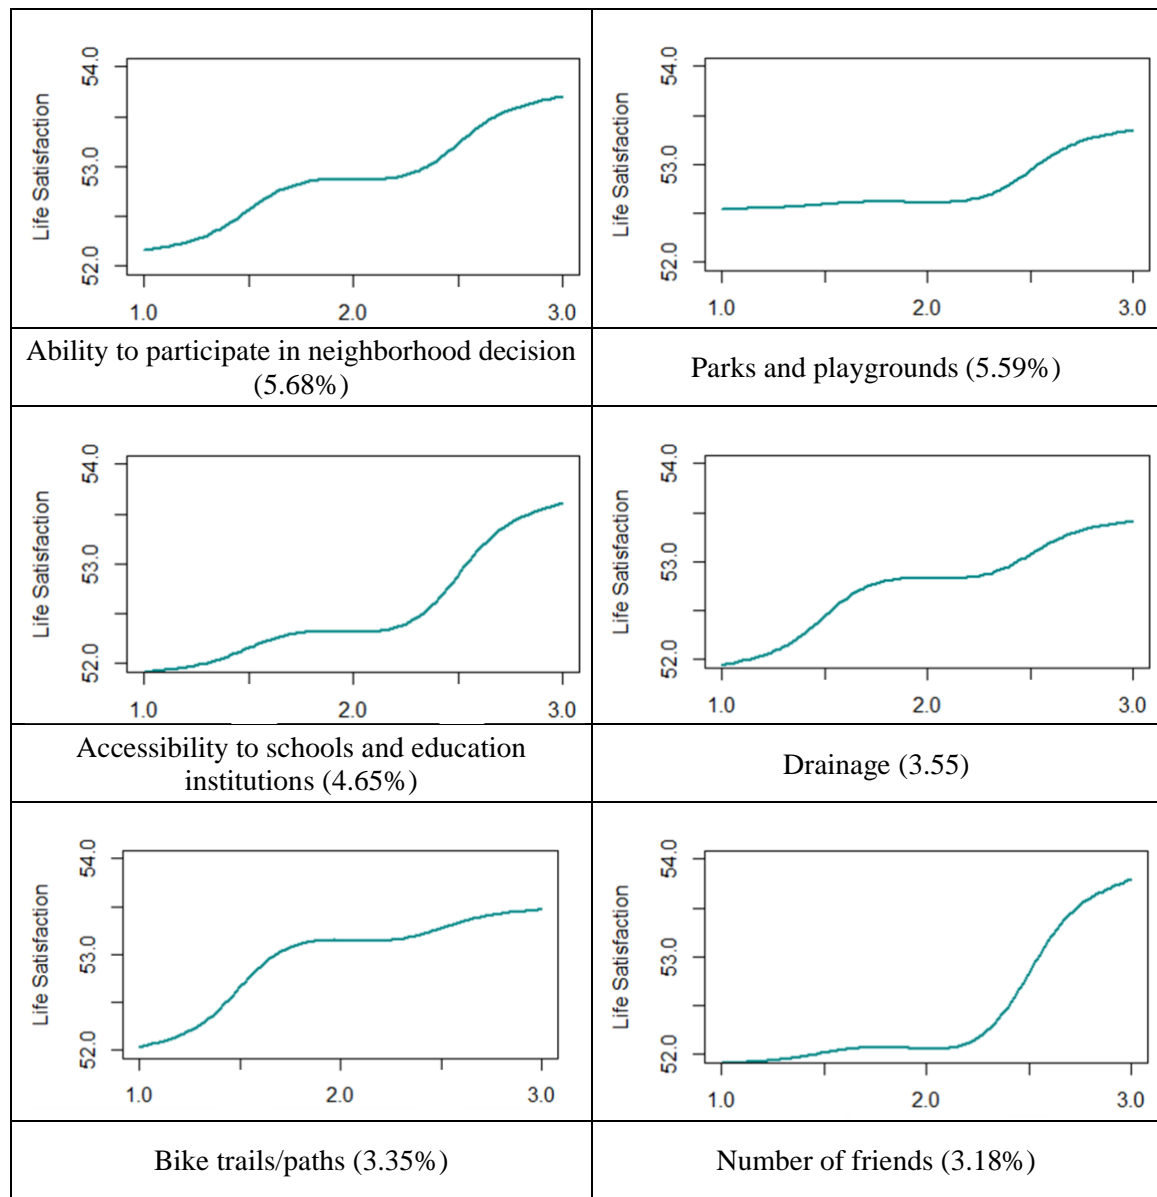 Life Satisfaction
52.0 53.0 54.0
1.0 2.0 3.0
Ability to participate in neighborhood decision
(5.68%)
Life Satisfaction
52.0 53.0 54.0
1.0 2.0 3.0
Parks and playgrounds (5.59%)
Life Satisfaction
52.0 53.0 54.0
1.0 2.0 3.0
Accessibility to schools and education
institutions (4.65%)
Life Satisfaction
52.0 53.0 54.0
1.0 2.0 3.0
Drainage (3.55)
Life Satisfaction
52.0 53.0 54.0
1.0 2.0 3.0
Bike trails/paths (3.35%)
Life Satisfaction
52.0 53.0 54.0
1.0 2.0 3.0
Number of friends (3.18%)